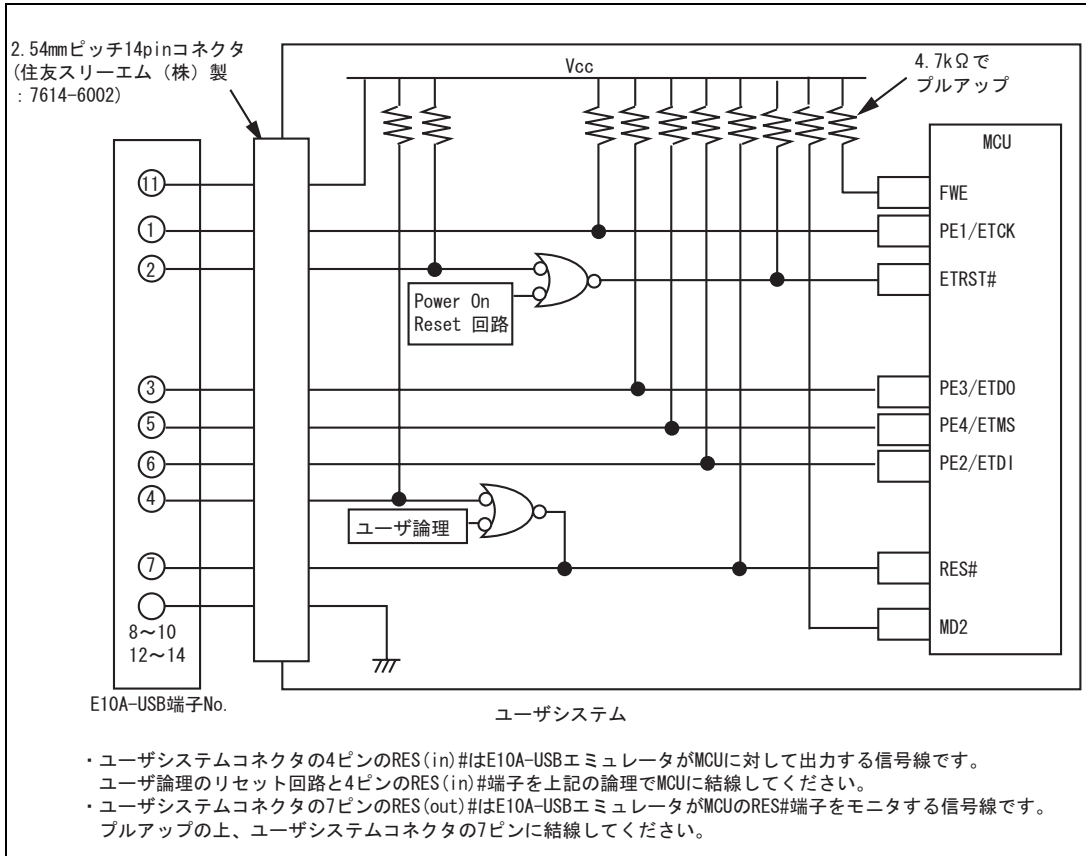 2.54mmピッチ14pinコネクタ
(住友スリーエム（株）製
: 7614-6002)
Vcc
4.7kΩで
プルアップ
MCU
⑪
FWE
①
PE1/ETCK
②
ETRST#
Power On
Reset 回路
③
PE3/ETDO
⑤
PE4/ETMS
⑥
PE2/ETDI
④
ユーザ論理
⑦
RES#
8～10
12～14
MD2
E10A-USB端子No.
ユーザシステム
・ユーザシステムコネクタの4ピンのRES(in)#はE10A-USBエミュレータがMCUに対して出力する信号線です。
ユーザ論理のリセット回路と4ピンのRES(in)#端子を上記の論理でMCUに結線してください。
・ユーザシステムコネクタの7ピンのRES(out)#はE10A-USBエミュレータがMCUのRES#端子をモニタする信号線です。
プルアップの上、ユーザシステムコネクタの7ピンに結線してください。